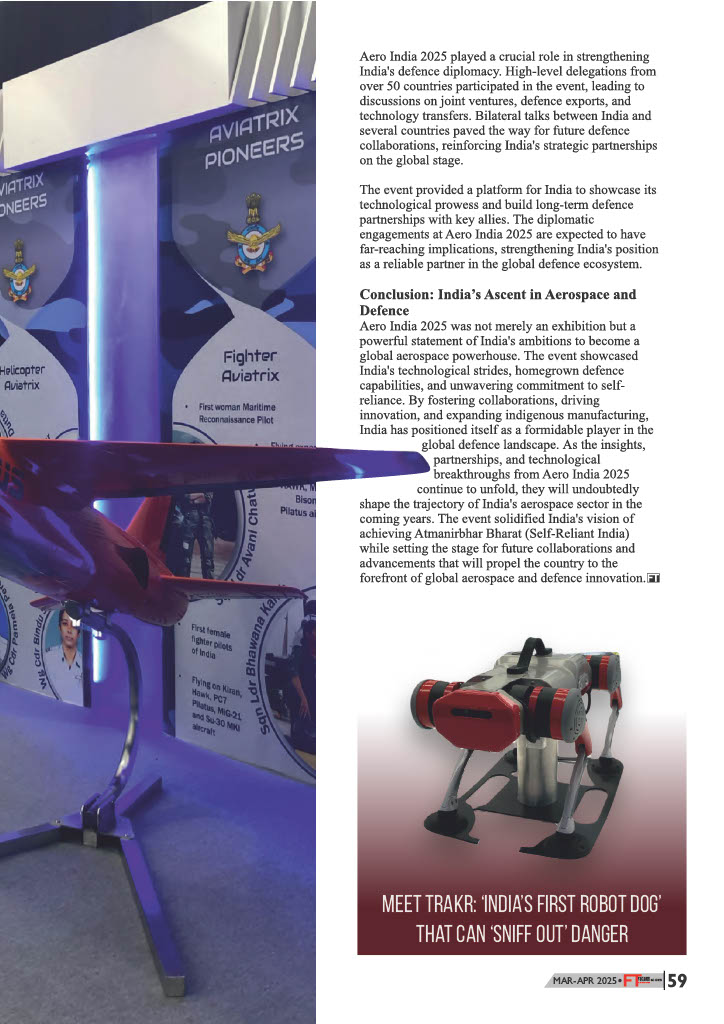 AVIATRIX
PIONEERS
VIATRIX
ONEERS
Helicopter
Aviatrix
Fighter
Aviatrix
• First woman Maritime
Reconnaissance Pilot
Pilatus
Sqn Ldr Bhawana
Wg Cdr Bindu
Wg Cdr Pamela
First female
fighter pilots
of India
• Flying on Kiran,
Hawk, PC7
Pilatus, MiG-21
and Su-30 MKI
aicraft
Aero India 2025 played a crucial role in strengthening
India's defence diplomacy. High-level delegations from
over 50 countries participated in the event, leading to
discussions on joint ventures, defence exports, and
technology transfers. Bilateral talks between India and
several countries paved the way for future defence
collaborations, reinforcing India's strategic partnerships
on the global stage.
The event provided a platform for India to showcase its
technological prowess and build long-term defence
partnerships with key allies. The diplomatic
engagements at Aero India 2025 are expected to have
far-reaching implications, strengthening India's position
as a reliable partner in the global defence ecosystem.
Conclusion: India’s Ascent in Aerospace and
Defence
Aero India 2025 was not merely an exhibition but a
powerful statement of India's ambitions to become a
global aerospace powerhouse. The event showcased
India's technological strides, homegrown defence
capabilities, and unwavering commitment to self-
reliance. By fostering collaborations, driving
innovation, and expanding indigenous manufacturing,
India has positioned itself as a formidable player in the
global defence landscape. As the insights,
partnerships, and technological
breakthroughs from Aero India 2025
continue to unfold, they will undoubtedly
shape the trajectory of India's aerospace sector in the
coming years. The event solidified India's vision of
achieving Atmanirbhar Bharat (Self-Reliant India)
while setting the stage for future collaborations and
advancements that will propel the country to the
forefront of global aerospace and defence innovation. FT
MEET TRAKR: ‘INDIA’S FIRST ROBOT DOG’
THAT CAN ‘SNIFF OUT’ DANGER
MAR-APR 2025• FT 59